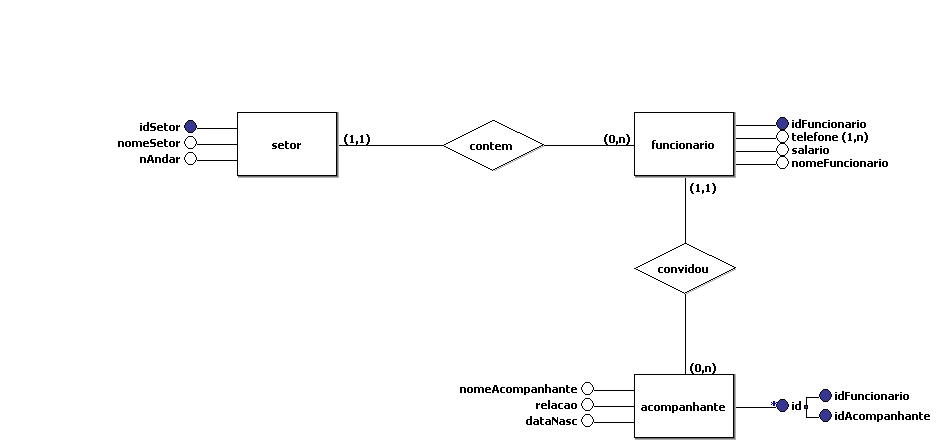 idSetor
nomeSetor
nAndar
setor
(1,1)
contem
(0,n)
funcionario
idFuncionario
telefone (1,n)
salario
nomeFuncionario
(1,1)
convidou
(0,n)
nomeAcompanhante
relacao
dataNasc
acompanhante
* id
idFuncionario
idAcompanhante